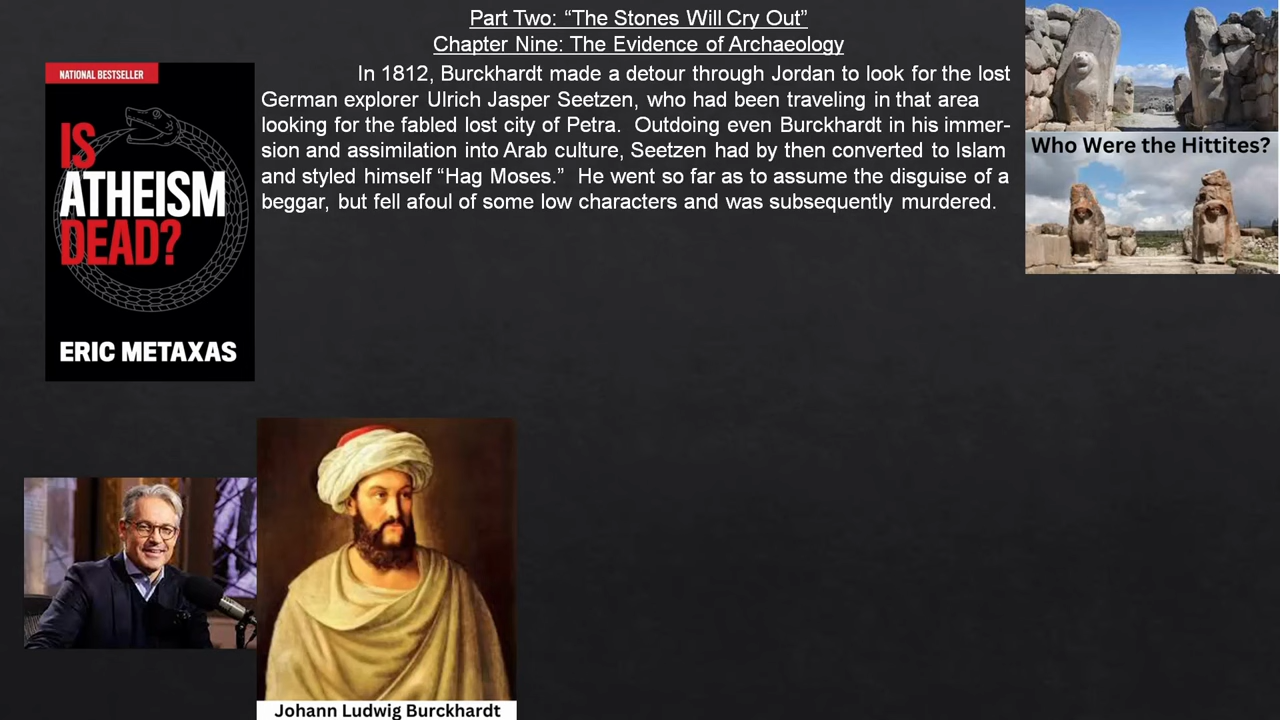 Part Two: “The Stones Will Cry Out”
Chapter Nine: The Evidence of Archaeology
In 1812, Burckhardt made a detour through Jordan to look for the lost
German explorer Ulrich Jasper Seetzen, who had been traveling in that area
looking for the fabled lost city of Petra.  Outdoing even Burckhardt in his immer-
sion and assimilation into Arab culture, Seetzen had by then converted to Islam
and styled himself “Hag Moses.”  He went so far as to assume the disguise of a
beggar, but fell afoul of some low characters and was subsequently murdered.
NATIONAL BESTSELLER
IS
ATHEISM
DEAD?
ERIC METAXAS
Who Were the Hittites?
Johann Ludwig Burckhardt